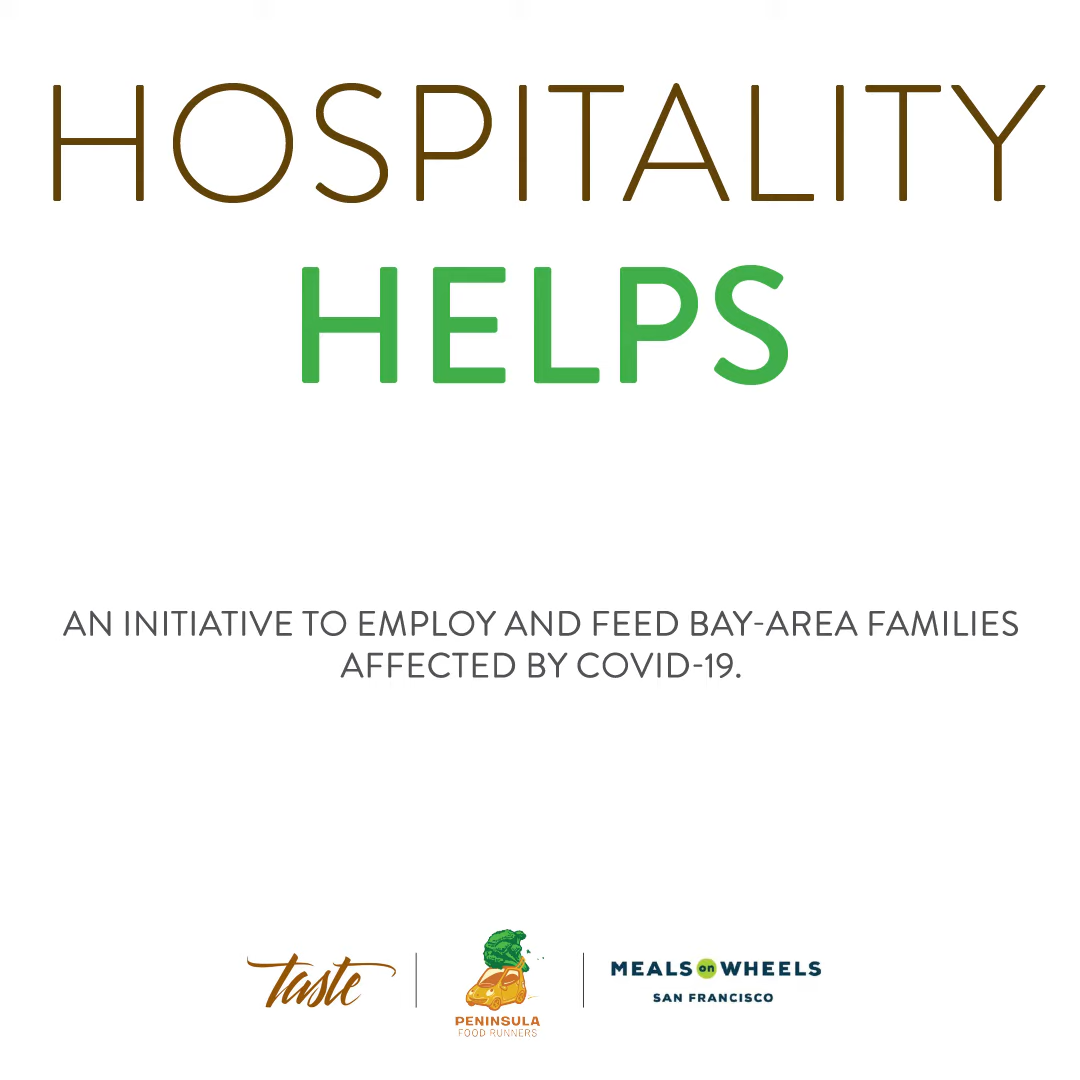 HOSPITALITY
HELPS
AN INITIATIVE TO EMPLOY AND FEED BAY-AREA FAMILIES
AFFECTED BY COVID-19.
taste
PENINSULA
FOOD RUNNERS
MEALS on WHEELS
SAN FRANCISCO